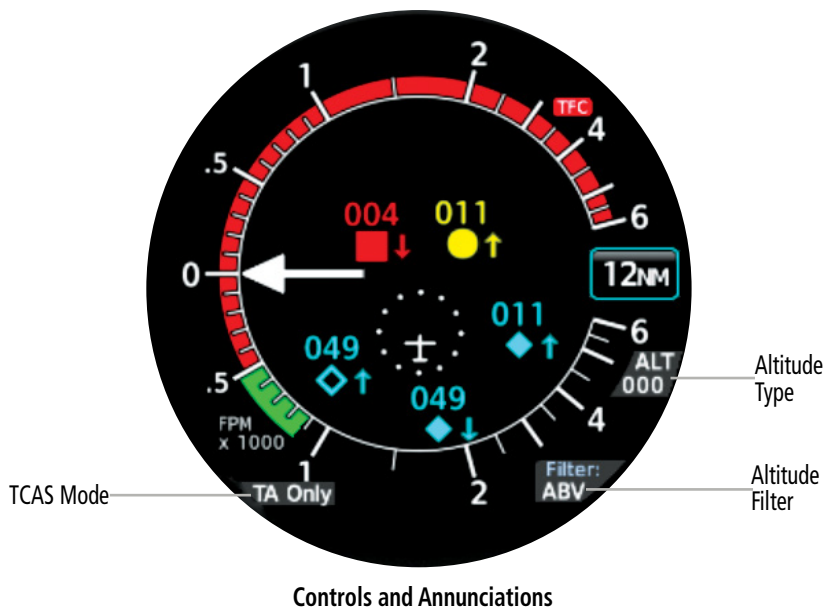 1
2
TFC
4
.5
004
011
6
0
12NM
011
6
049
ALT
000
Altitude
Type
.5
049
4
FPM
x 1000
1
2
Filter:
ABV
Altitude
Filter
TCAS Mode
TA Only
Controls and Annunciations